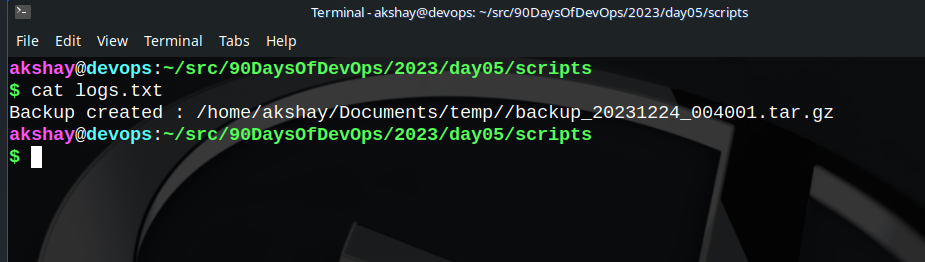 Terminal - akshay@devops: ~/src/90DaysOfDevOps/2023/day05/scripts
File Edit View Terminal Tabs Help
akshay@devops:~/src/90DaysOfDevOps/2023/day05/scripts
$ cat logs.txt
Backup created : /home/akshay/Documents/temp//backup_20231224_004001.tar.gz
akshay@devops:~/src/90DaysOfDevOps/2023/day05/scripts
$